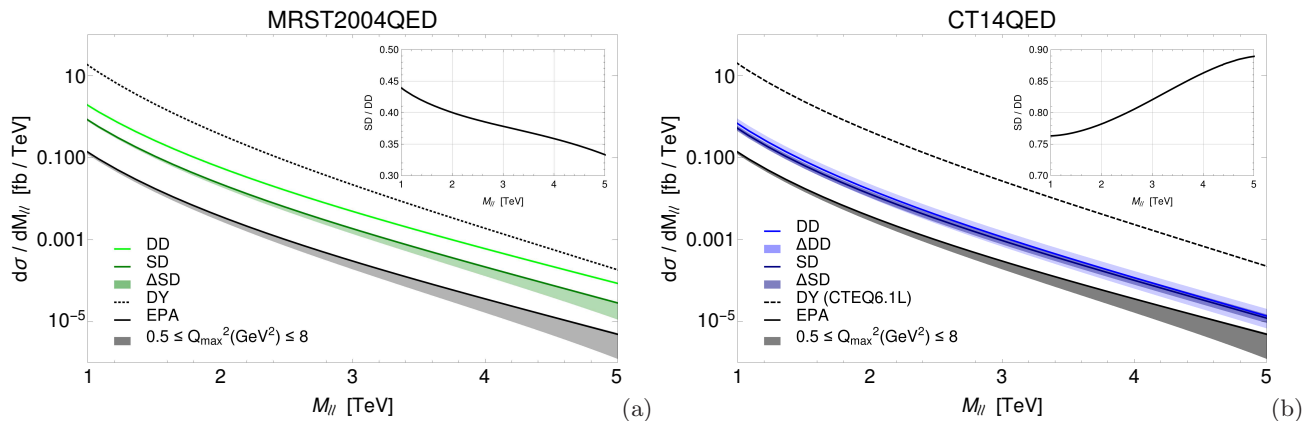 MRST2004QED
dσ / dM_ll [fb / TeV]
10
0.100
0.001
10^-5
1
2
3
4
5
M_ll [TeV]
DD
SD
ΔSD
DY
EPA
0.5 ≤ Q_max^2(GeV^2) ≤ 8
SD / DD
0.50
0.45
0.40
0.35
0.30
1
2
3
4
5
M_ll [TeV]
(a)
CT14QED
dσ / dM_ll [fb / TeV]
10
0.100
0.001
10^-5
1
2
3
4
5
M_ll [TeV]
DD
ΔDD
SD
ΔSD
DY (CTEQ6.1L)
EPA
0.5 ≤ Q_max^2(GeV^2) ≤ 8
SD / DD
0.90
0.85
0.80
0.75
0.70
1
2
3
4
5
M_ll [TeV]
(b)